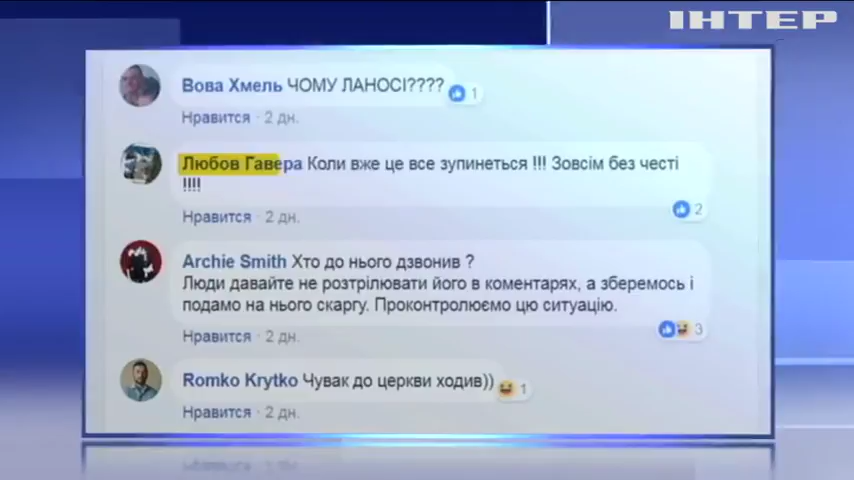 ІНТЕР
Вова Хмель ЧОМУ ЛАНОСІ????
1
Нравится · 2 дн.
Любов Гавера Коли вже це все зупинеться !!! Зовсім без честі
!!!!
2
Нравится · 2 дн.
Archie Smith Хто до нього дзвонив ?
Люди давайте не розтрілювати його в коментарях, а зберемось і
подамо на нього скаргу. Проконтролюємо цю ситуацію.
3
Нравится · 2 дн.
Romko Krytko Чувак до церкви ходив))
1
Нравится · 2 дн.